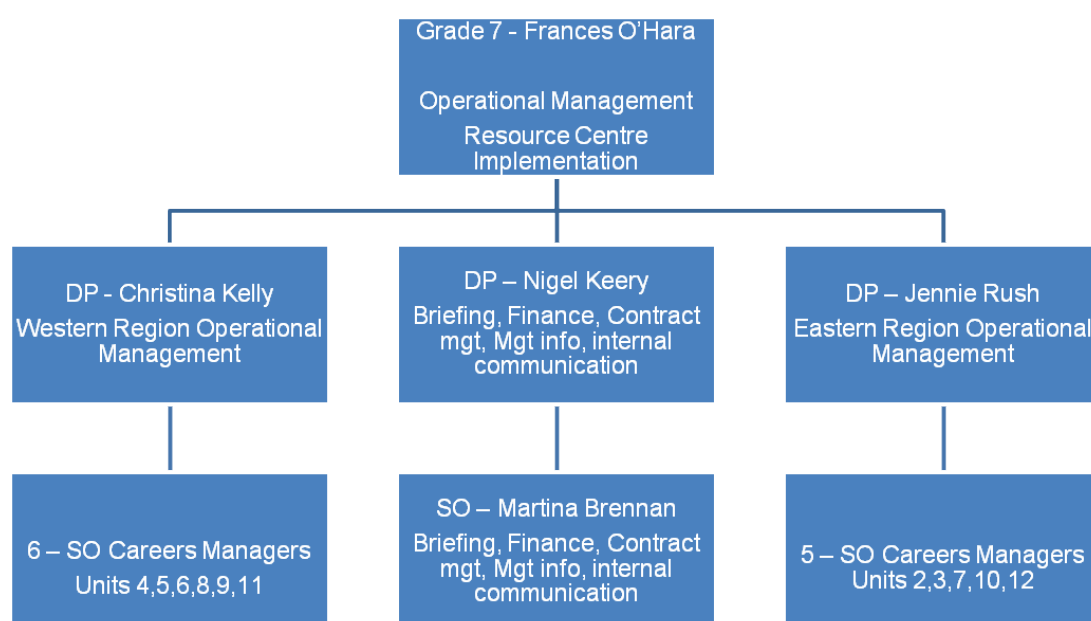 Grade 7 - Frances O’Hara
Operational Management
Resource Centre
Implementation
DP - Christina Kelly
Western Region Operational
Management
DP – Nigel Keery
Briefing, Finance, Contract
mgt, Mgt info, internal
communication
DP – Jennie Rush
Eastern Region Operational
Management
6 – SO Careers Managers
Units 4,5,6,8,9,11
SO – Martina Brennan
Briefing, Finance, Contract
mgt, Mgt info, internal
communication
5 – SO Careers Managers
Units 2,3,7,10,12